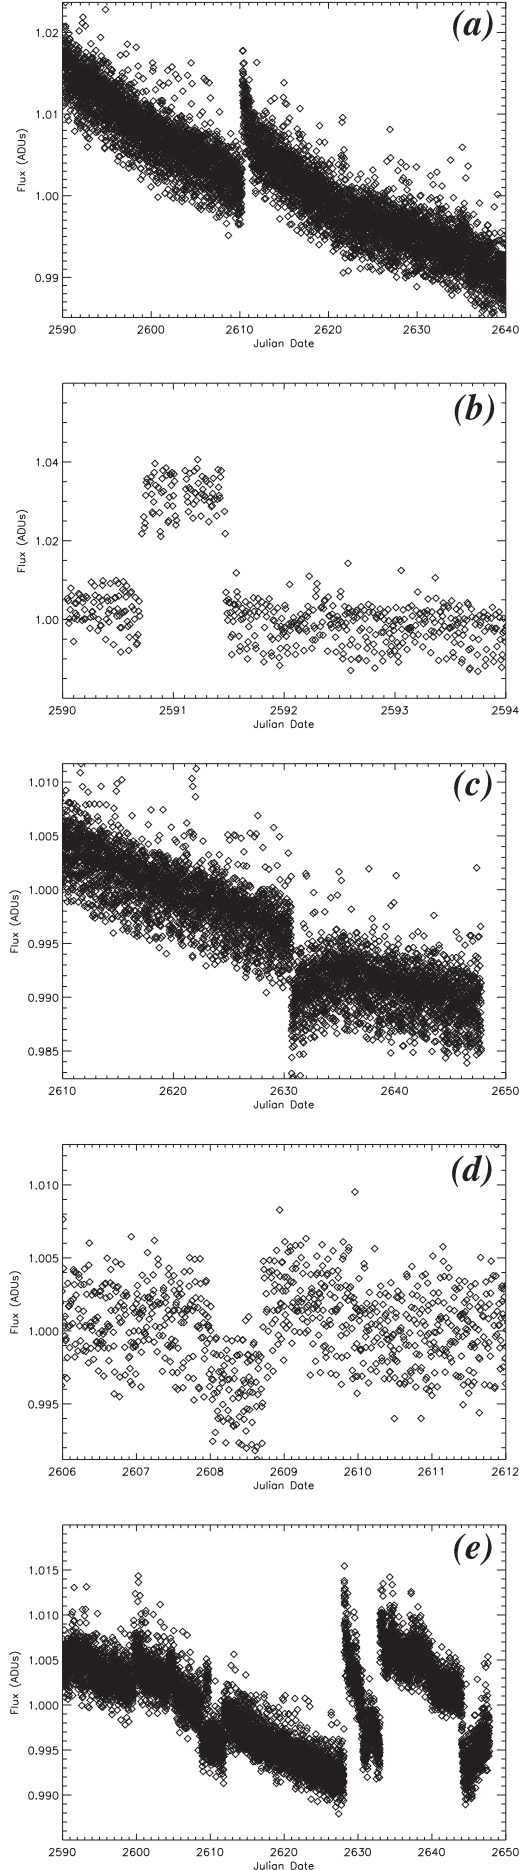 (a)
1.02
1.01
1.00
0.99
Flux (ADUs)
2590 2600 2610 2620 2630 2640
Julian Date
(b)
1.04
1.02
1.00
Flux (ADUs)
2590 2591 2592 2593 2594
Julian Date
(c)
1.010
1.005
1.000
0.995
0.990
0.985
Flux (ADUs)
2610 2620 2630 2640 2650
Julian Date
(d)
1.010
1.005
1.000
0.995
Flux (ADUs)
2606 2607 2608 2609 2610 2611 2612
Julian Date
(e)
1.015
1.010
1.005
1.000
0.995
0.990
Flux (ADUs)
2590 2600 2610 2620 2630 2640 2650
Julian Date